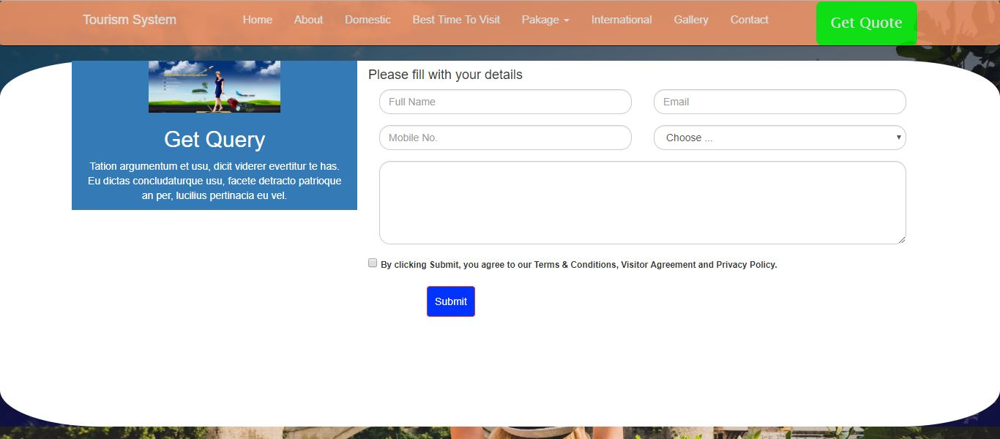 Tourism System Home About Domestic Best Time To Visit Pakage International Gallery Contact Get Quote
Please fill with your details
Full Name Email
Mobile No. Choose ...
Get Query
Tation argumentum et usu, dicit viderer evertitur te has.
Eu dictas concludaturque usu, facete detracto patrioque
an per, lucilius pertinacia eu vel.
By clicking Submit, you agree to our Terms & Conditions, Visitor Agreement and Privacy Policy.
Submit